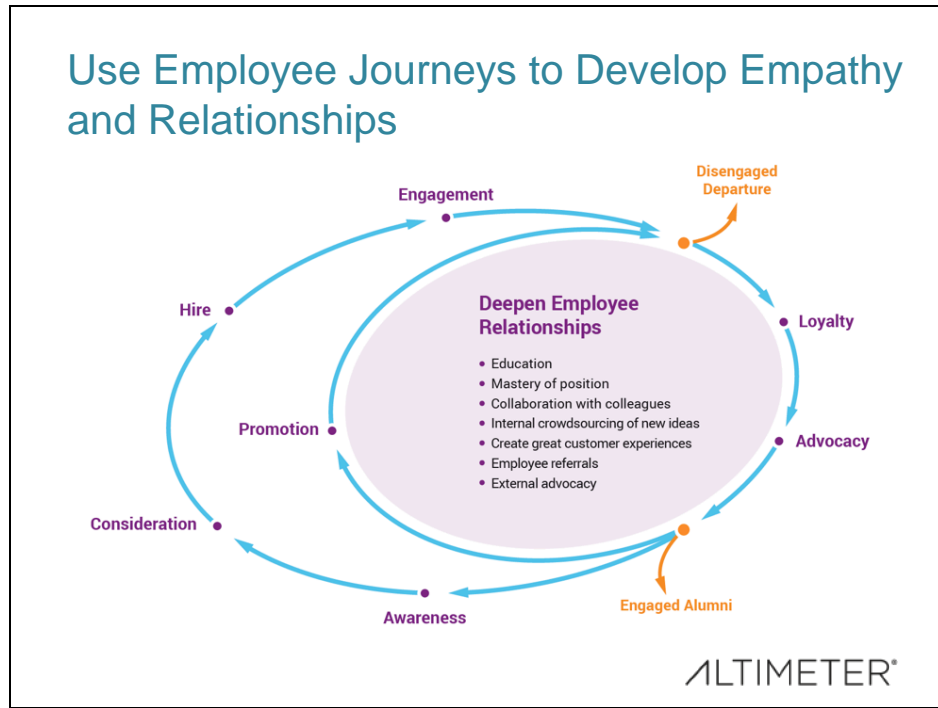 Use Employee Journeys to Develop Empathy
and Relationships
Disengaged
Departure
Engagement
Hire
Loyalty
Deepen Employee
Relationships
• Education
• Mastery of position
• Collaboration with colleagues
• Internal crowdsourcing of new ideas
• Create great customer experiences
• Employee referrals
• External advocacy
Promotion
Advocacy
Consideration
Engaged Alumni
Awareness
ALTIMETER®